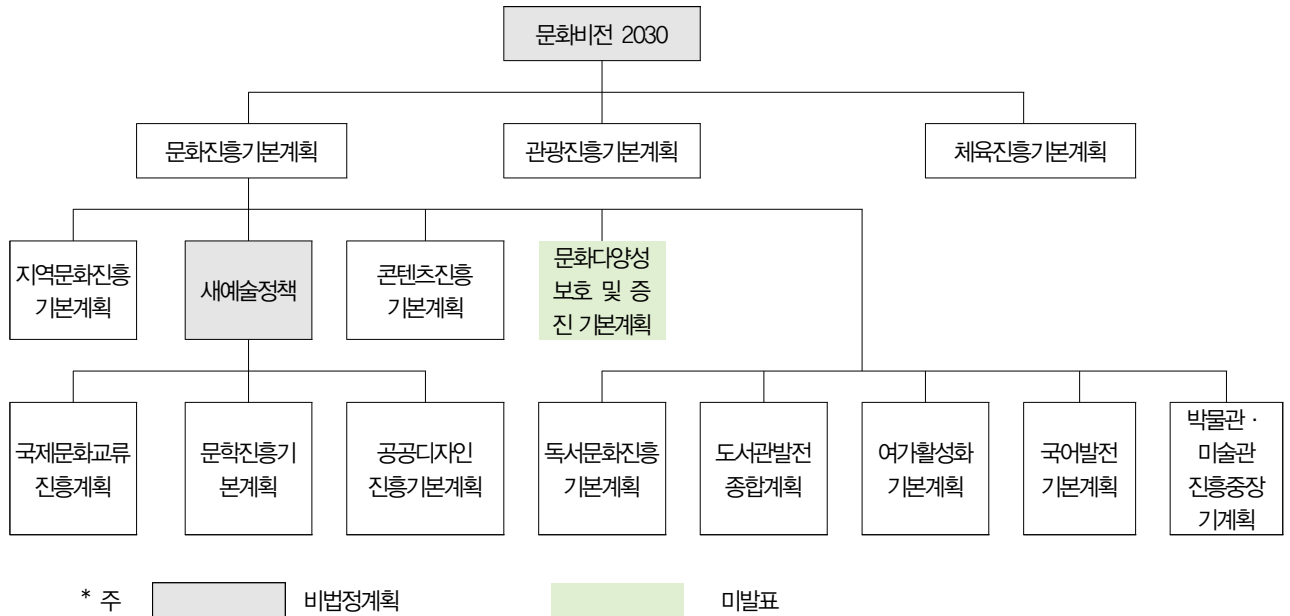 문화비전 2030
문화진흥기본계획
관광진흥기본계획
체육진흥기본계획
지역문화진흥
기본계획
새예술정책
콘텐츠진흥
기본계획
문화다양성
보호 및 증
진 기본계획
국제문화교류
진흥계획
문학진흥기
본계획
공공디자인
진흥기본계획
독서문화진흥
기본계획
도서관발전
종합계획
여가활성화
기본계획
국어발전
기본계획
박물관 ·
미술관
진흥중장
기계획
* 주
비법정계획
미발표